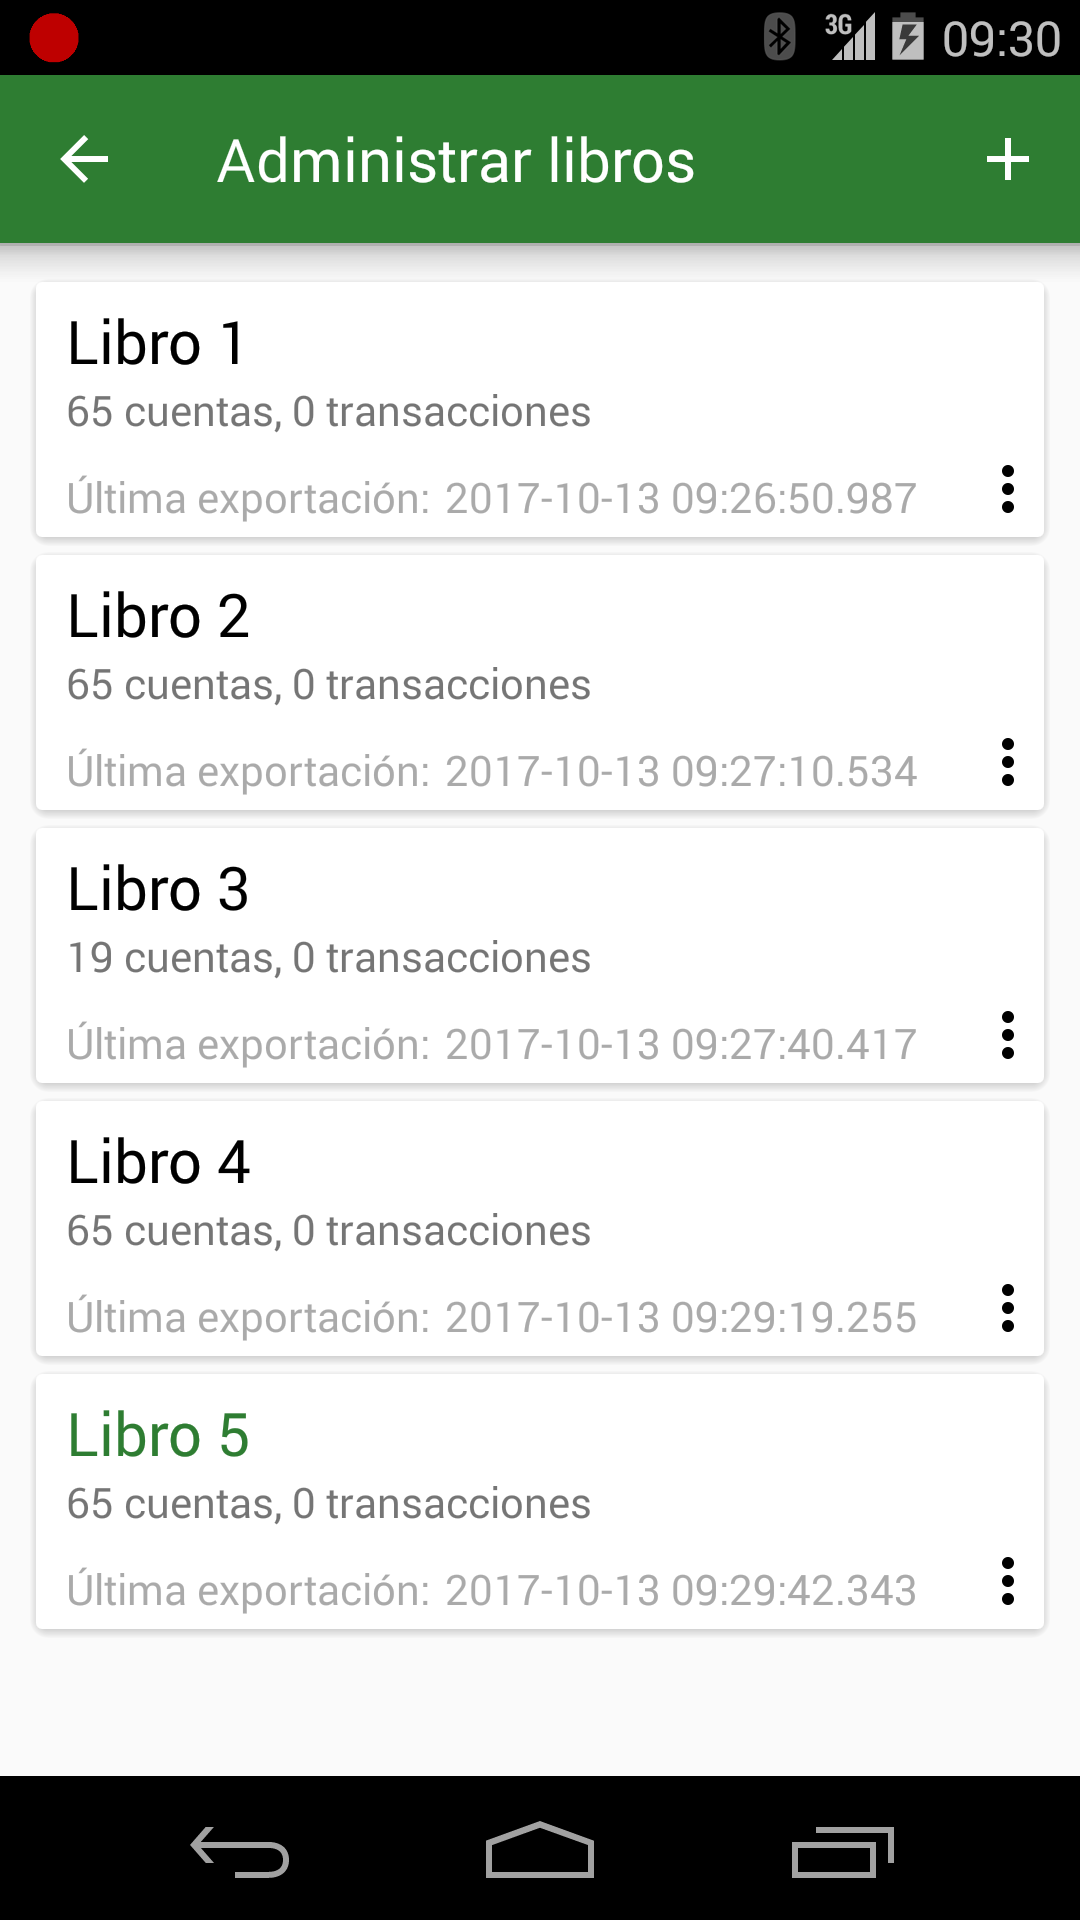 3G 09:30
Administrar libros
Libro 1
65 cuentas, 0 transacciones
Última exportación: 2017-10-13 09:26:50.987
Libro 2
65 cuentas, 0 transacciones
Última exportación: 2017-10-13 09:27:10.534
Libro 3
19 cuentas, 0 transacciones
Última exportación: 2017-10-13 09:27:40.417
Libro 4
65 cuentas, 0 transacciones
Última exportación: 2017-10-13 09:29:19.255
Libro 5
65 cuentas, 0 transacciones
Última exportación: 2017-10-13 09:29:42.343